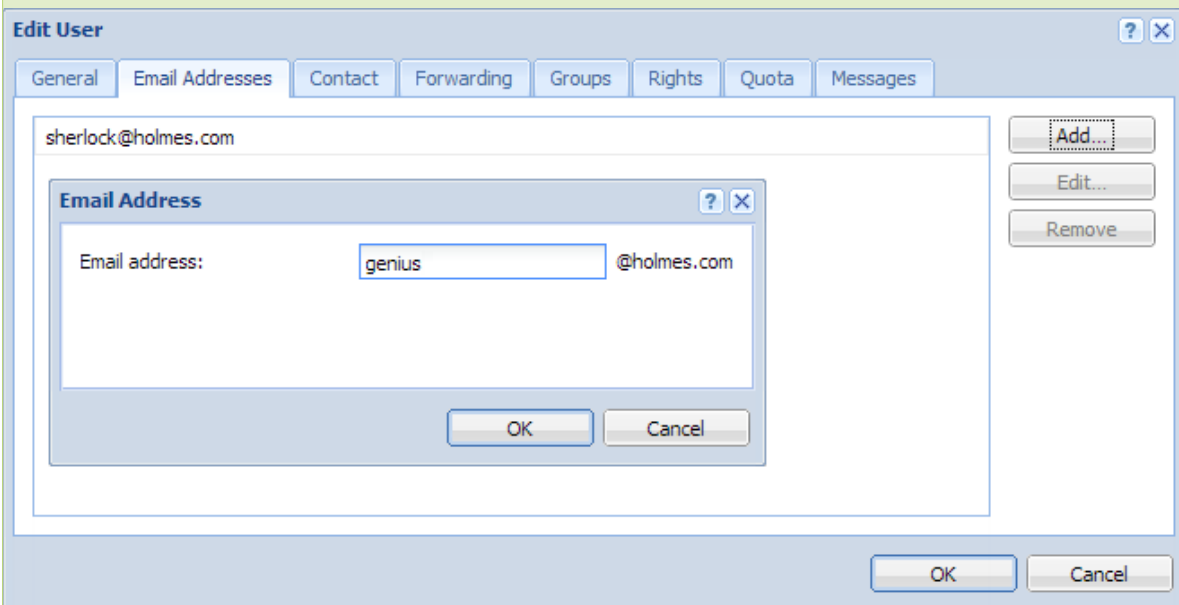 Edit User
General Email Addresses Contact Forwarding Groups Rights Quota Messages
sherlock@holmes.com
Add...
Edit...
Remove
Email Address
Email address: genius @holmes.com
OK Cancel
OK Cancel